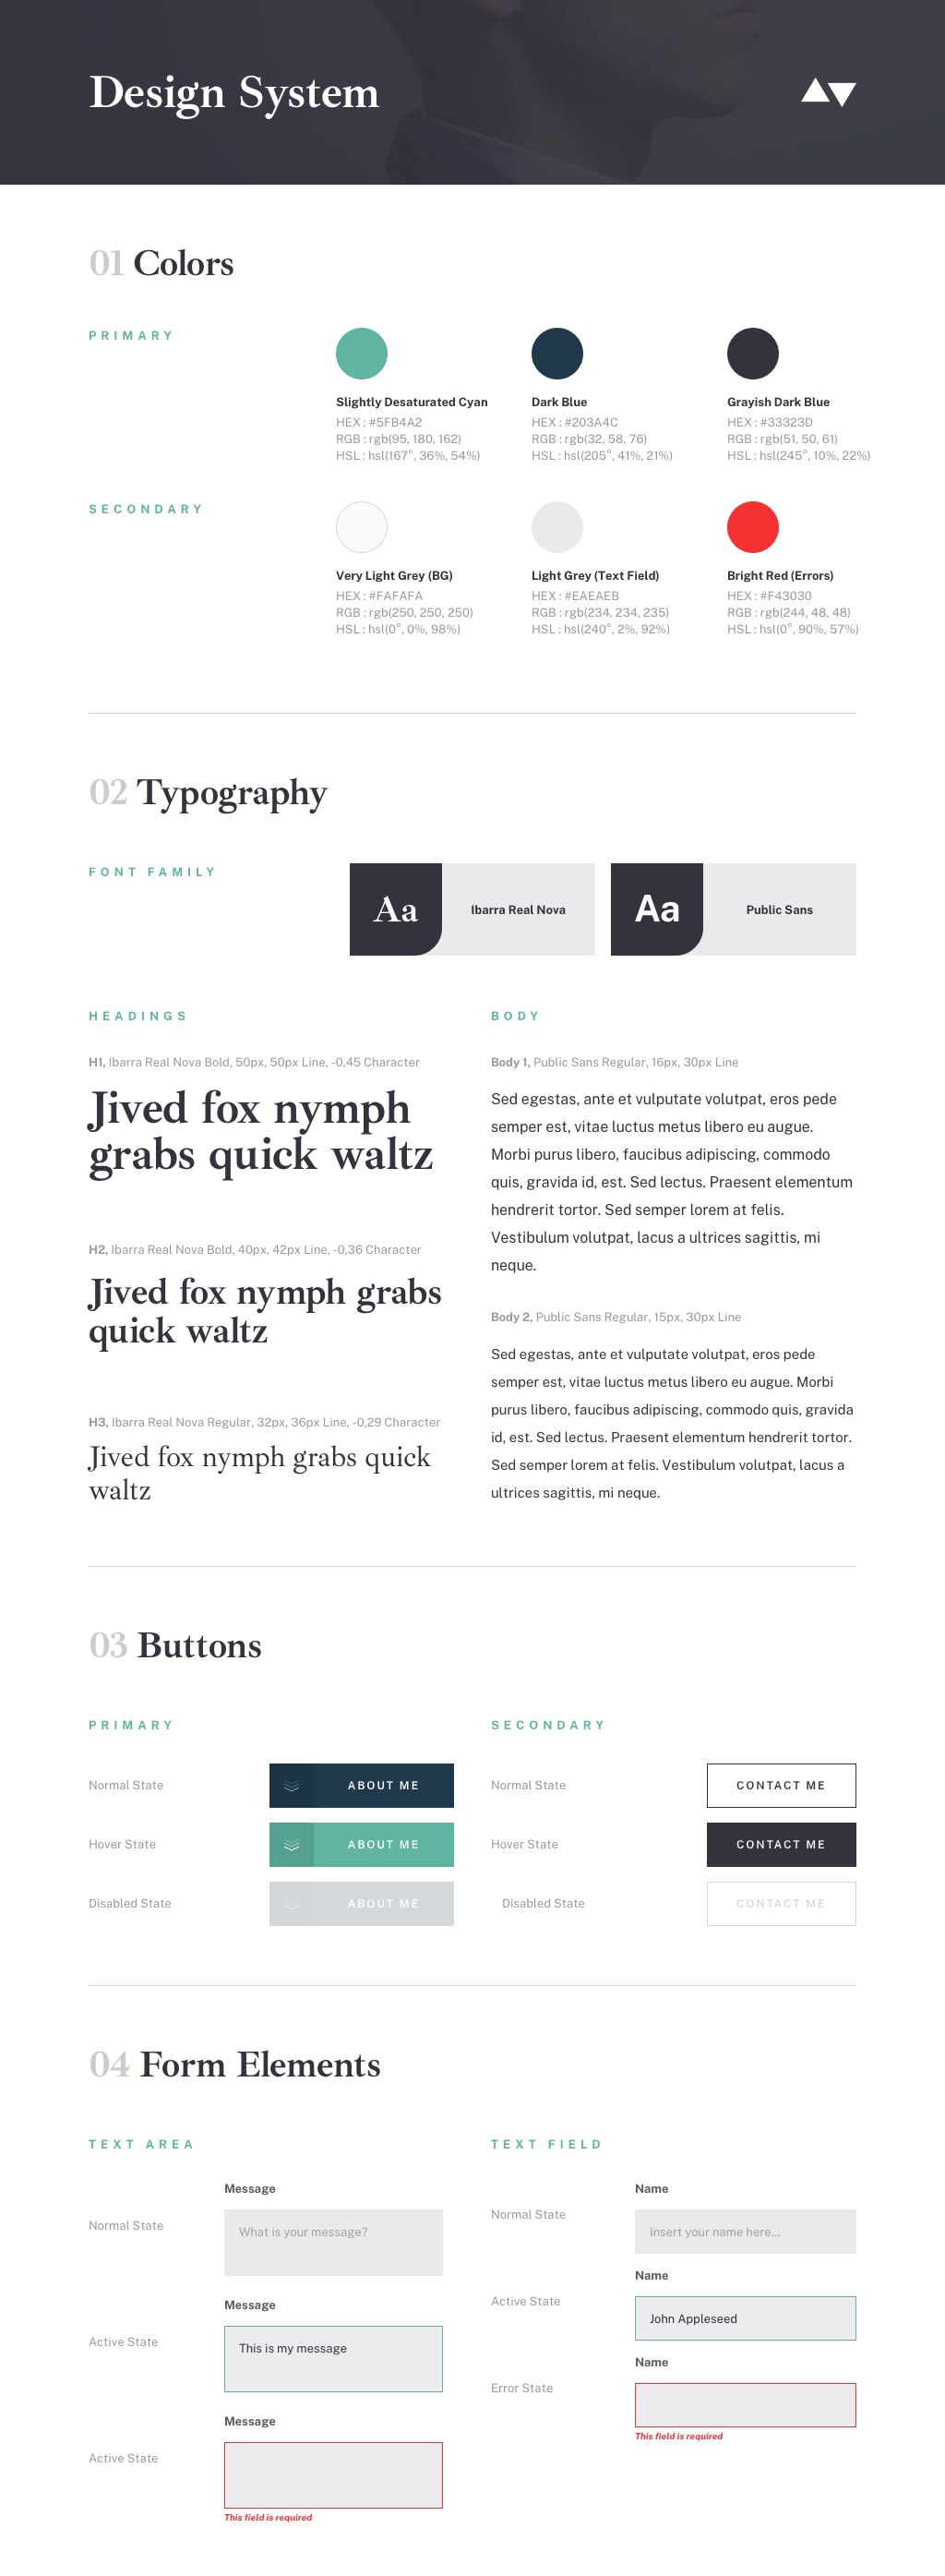 Design System
01 Colors
PRIMARY
Slightly Desaturated Cyan
HEX : #5FB4A2
RGB : rgb(95, 180, 162)
HSL : hsl(167°, 36%, 54%)
Dark Blue
HEX : #203A4C
RGB : rgb(32, 58, 76)
HSL : hsl(205°, 41%, 21%)
Grayish Dark Blue
HEX : #33323D
RGB : rgb(51, 50, 61)
HSL : hsl(245°, 10%, 22%)
SECONDARY
Very Light Grey (BG)
HEX : #FAFAFA
RGB : rgb(250, 250, 250)
HSL : hsl(0°, 0%, 98%)
Light Grey (Text Field)
HEX : #EAEAEB
RGB : rgb(234, 234, 235)
HSL : hsl(240°, 2%, 92%)
Bright Red (Errors)
HEX : #F43030
RGB : rgb(244, 48, 48)
HSL : hsl(0°, 90%, 57%)
02 Typography
FONT FAMILY
Aa
Ibarra Real Nova
Aa
Public Sans
HEADINGS
H1, Ibarra Real Nova Bold, 50px, 50px Line, -0,45 Character
Jived fox nymph
grabs quick waltz
H2, Ibarra Real Nova Bold, 40px, 42px Line, -0,36 Character
Jived fox nymph grabs
quick waltz
H3, Ibarra Real Nova Regular, 32px, 36px Line, -0,29 Character
Jived fox nymph grabs quick
waltz
BODY
Body 1, Public Sans Regular, 16px, 30px Line
Sed egestas, ante et vulputate volutpat, eros pede
semper est, vitae luctus metus libero eu augue.
Morbi purus libero, faucibus adipiscing, commodo
quis, gravida id, est. Sed lectus. Praesent elementum
hendrerit tortor. Sed semper lorem at felis.
Vestibulum volutpat, lacus a ultrices sagittis, mi
neque.
Body 2, Public Sans Regular, 15px, 30px Line
Sed egestas, ante et vulputate volutpat, eros pede
semper est, vitae luctus metus libero eu augue. Morbi
purus libero, faucibus adipiscing, commodo quis, gravida
id, est. Sed lectus. Praesent elementum hendrerit tortor.
Sed semper lorem at felis. Vestibulum volutpat, lacus a
ultrices sagittis, mi neque.
03 Buttons
PRIMARY
Normal State
ABOUT ME
Hover State
ABOUT ME
Disabled State
ABOUT ME
SECONDARY
Normal State
CONTACT ME
Hover State
CONTACT ME
Disabled State
CONTACT ME
04 Form Elements
TEXT AREA
Message
Normal State
What is your message?
Message
Active State
This is my message
Message
Active State
This field is required
TEXT FIELD
Name
Normal State
Insert your name here...
Name
Active State
John Appleseed
Name
Error State
This field is required